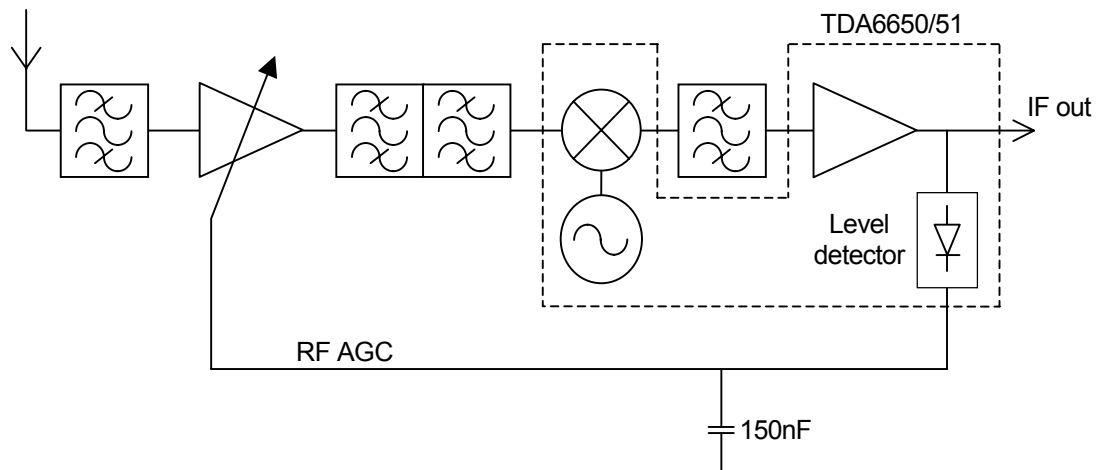 TDA6650/51
IF out
Level
detector
RF AGC
150nF